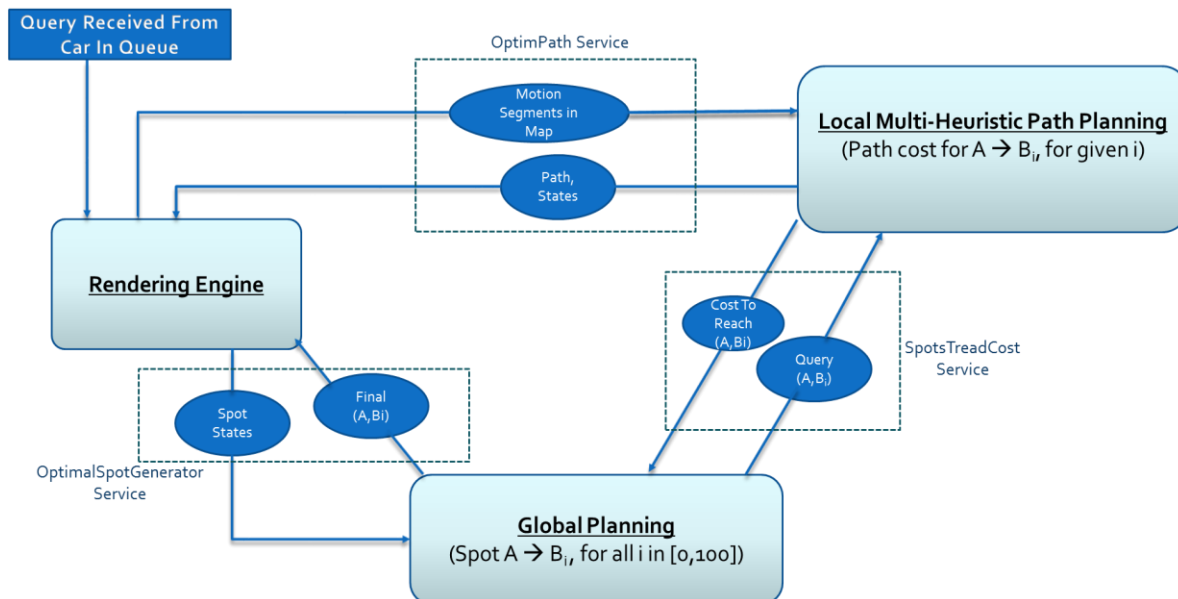 Query Received From
Car In Queue
OptimPath Service
Motion
Segments in
Map
Local Multi-Heuristic Path Planning
(Path cost for A → Bᵢ, for given i)
Path,
States
Rendering Engine
Cost To
Reach
(A,Bi)
Query
(A,Bᵢ)
SpotsTreadCost
Service
Spot
States
Final
(A,Bi)
OptimalSpotGenerator
Service
Global Planning
(Spot A → Bᵢ, for all i in [0,100])